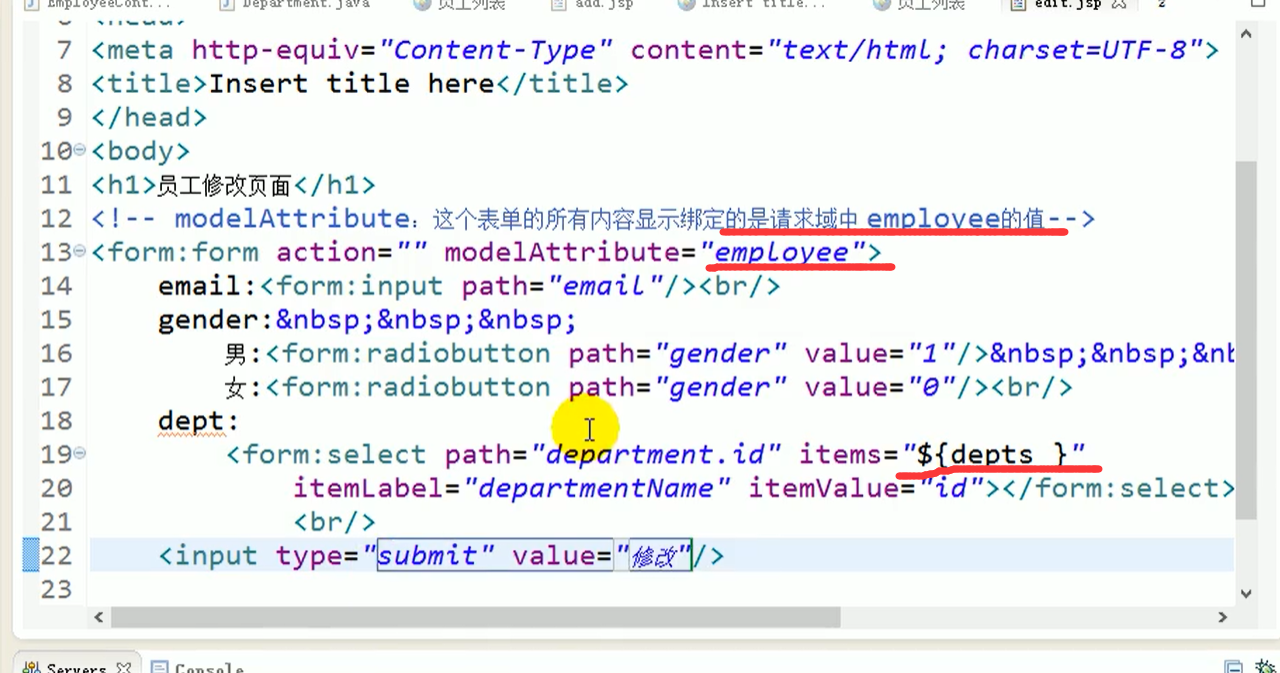 EmployeeCont... Department.java 员工列表 add.jsp Insert title... 员工列表 edit.jsp 2
<head>
7 <meta http-equiv="Content-Type" content="text/html; charset=UTF-8">
8 <title>Insert title here</title>
9 </head>
10 <body>
11 <h1>员工修改页面</h1>
12 <!-- modelAttribute：这个表单的所有内容显示绑定的是请求域中 employee的值-->
13 <form:form action="" modelAttribute="employee">
14 email:<form:input path="email"/><br/>
15 gender:&nbsp;&nbsp;&nbsp;
16 男:<form:radiobutton path="gender" value="1"/>&nbsp;&nbsp;&nb
17 女:<form:radiobutton path="gender" value="0"/><br/>
18 dept:
19 <form:select path="department.id" items="${depts }"
20 itemLabel="departmentName" itemValue="id"></form:select>
21 <br/>
22 <input type="submit" value="修改"/>
23
Servers Console